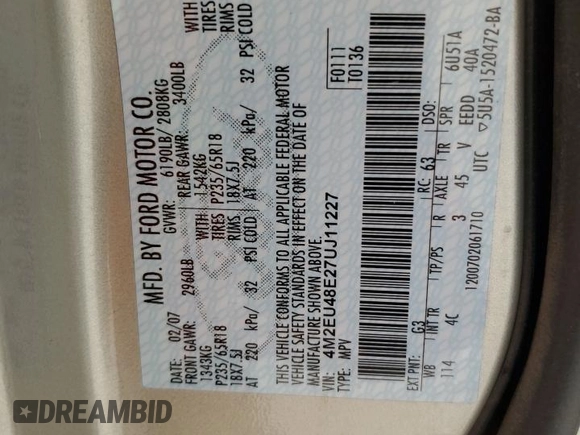 MFD. BY FORD MOTOR CO.
02/07 GVWR: 6190LB/ 2808KG
FRONT GAWR: 2960LB REAR GAWR: 3400LB
1343KG WITH 1542KG WITH
P235/65R18 TIRES P235/65R18 TIRES
18X7.5J RIMS 18X7.5J RIMS
AT 220 kPa/ 32 PSI COLD AT 220 kPa/ 32 PSI COLD
THIS VEHICLE CONFORMS TO ALL APPLICABLE FEDERAL MOTOR
VEHICLE SAFETY STANDARDS IN EFFECT ON THE DATE OF
MANUFACTURE SHOWN ABOVE.
VIN: 4M2EU48E27UJ11227
TYPE: MPV
F0111
T0136
EXT PNT: G3 RC: 63 DSO:
WB INT TR TP/PS R AXLE TR SPR 6U51A
114 4C 3 45 V EEDD 40A
1200702061710 UTC ▽5U5A-1520472-BA
DREAMBID